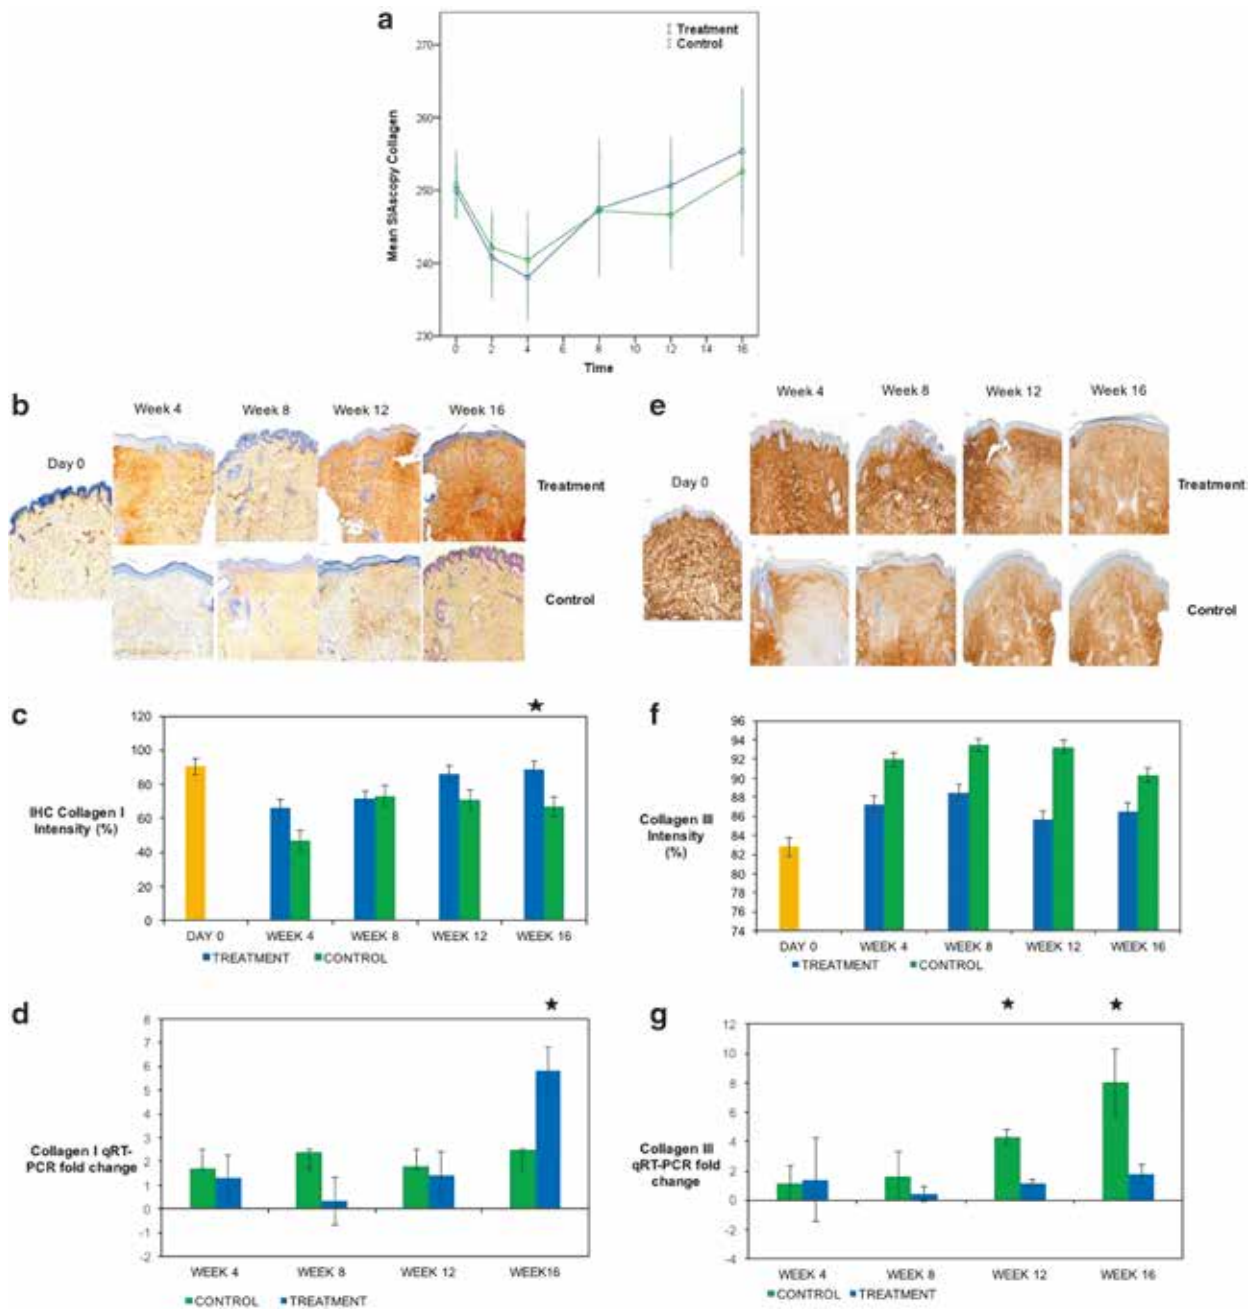 a
Treatment
Control
270
260
250
240
230
Mean SIAscopy Collagen
0 2 4 6 8 10 12 14 16
Time
b
Week 4 Week 8 Week 12 Week 16
Day 0
Treatment
Control
e
Week 4 Week 8 Week 12 Week 16
Day 0
Treatment
Control
c
★
120
100
80
60
40
20
0
IHC Collagen I
Intensity (%)
DAY 0 WEEK 4 WEEK 8 WEEK 12 WEEK 16
TREATMENT CONTROL
f
96
94
92
90
88
86
84
82
80
78
76
74
Collagen III
Intensity
(%)
DAY 0 WEEK 4 WEEK 8 WEEK 12 WEEK 16
TREATMENT CONTROL
d
★
8
7
6
5
4
3
2
1
0
-1
-2
Collagen I qRT-
PCR fold change
WEEK 4 WEEK 8 WEEK 12 WEEK16
CONTROL TREATMENT
g
★ ★
12
10
8
6
4
2
0
-2
-4
Collagen III
qRT-PCR fold
change
WEEK 4 WEEK 8 WEEK 12 WEEK 16
CONTROL TREATMENT